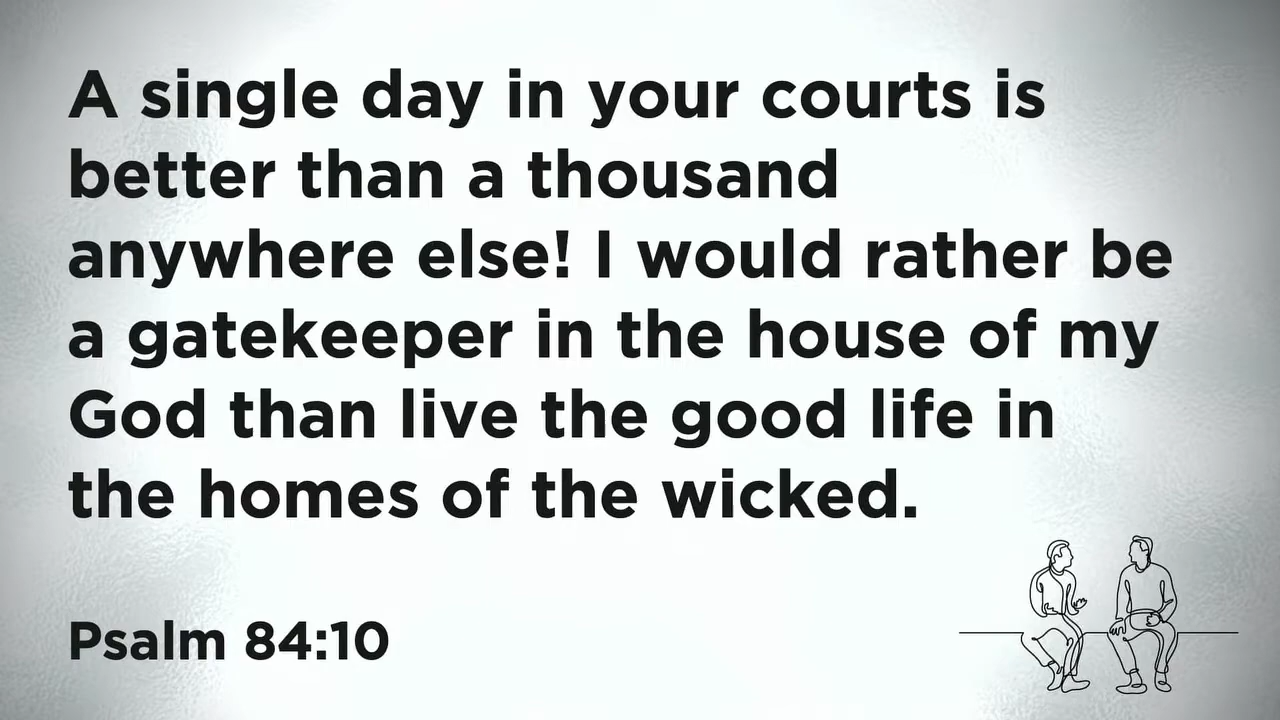 A single day in your courts is
better than a thousand
anywhere else! I would rather be
a gatekeeper in the house of my
God than live the good life in
the homes of the wicked.
Psalm 84:10